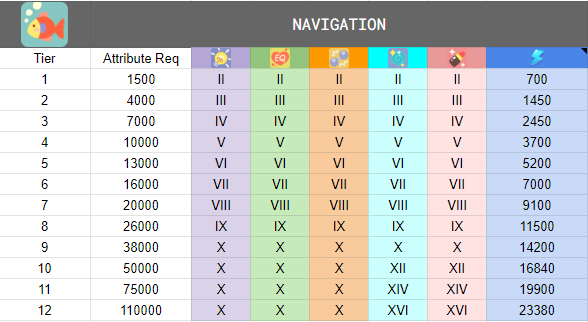 NAVIGATION
Tier Attribute Req EQ
1 1500 II II II II II 700
2 4000 III III III III III 1450
3 7000 IV IV IV IV IV 2450
4 10000 V V V V V 3700
5 13000 VI VI VI VI VI 5200
6 16000 VII VII VII VII VII 7000
7 20000 VIII VIII VIII VIII VIII 9100
8 26000 IX IX IX IX IX 11500
9 38000 X X X X X 14200
10 50000 X X X XII XII 16840
11 75000 X X X XIV XIV 19900
12 110000 X X X XVI XVI 23380